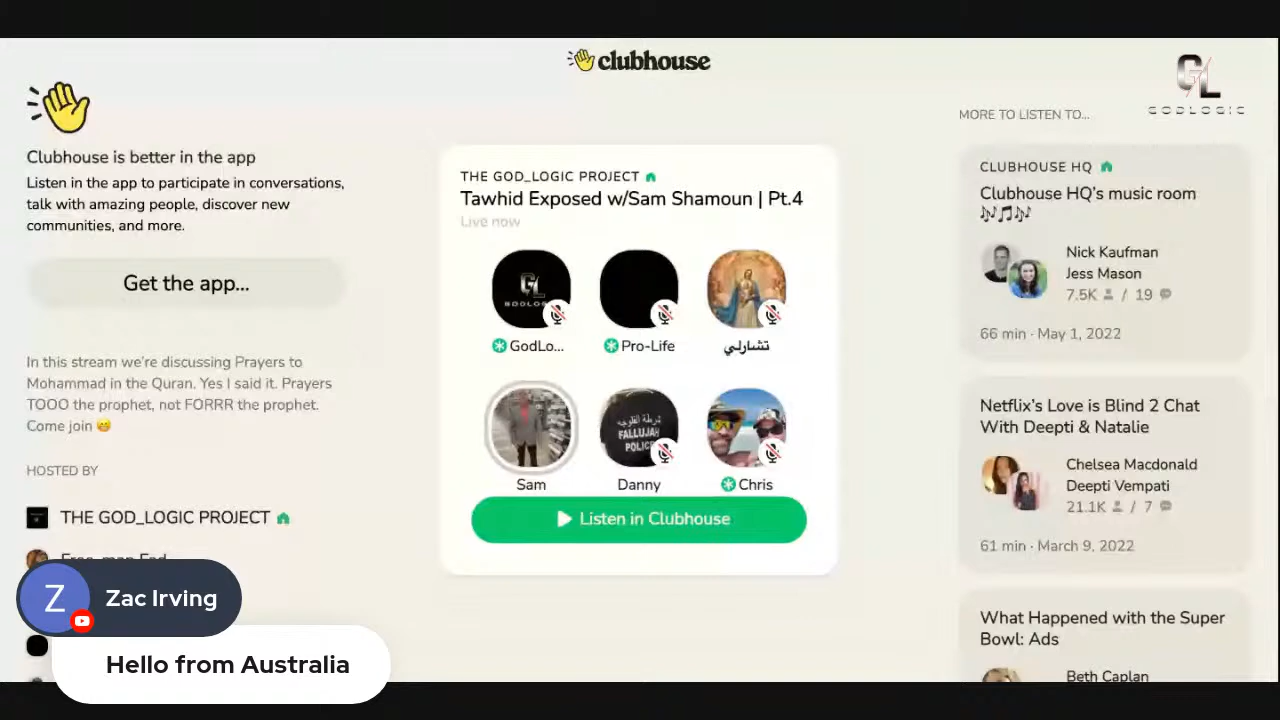 clubhouse
GL
GODLOGIC
Clubhouse is better in the app
Listen in the app to participate in conversations,
talk with amazing people, discover new
communities, and more.
Get the app...
In this stream we're discussing Prayers to
Mohammad in the Quran. Yes I said it. Prayers
TOOO the prophet, not FORRR the prophet.
Come join 😁
HOSTED BY
THE GOD_LOGIC PROJECT
Z
Zac Irving
Hello from Australia
THE GOD_LOGIC PROJECT
Tawhid Exposed w/Sam Shamoun | Pt.4
Live now
GL
GodLo...
Pro-Life
تشارلي
شرطة الفلوجه
FALLUJAH
POLICE
Sam
Danny
Chris
Listen in Clubhouse
MORE TO LISTEN TO...
CLUBHOUSE HQ
Clubhouse HQ's music room
🎶🎵🎶
Nick Kaufman
Jess Mason
7.5K / 19
66 min · May 1, 2022
Netflix's Love is Blind 2 Chat
With Deepti & Natalie
Chelsea Macdonald
Deepti Vempati
21.1K / 7
61 min · March 9, 2022
What Happened with the Super
Bowl: Ads
Beth Caplan